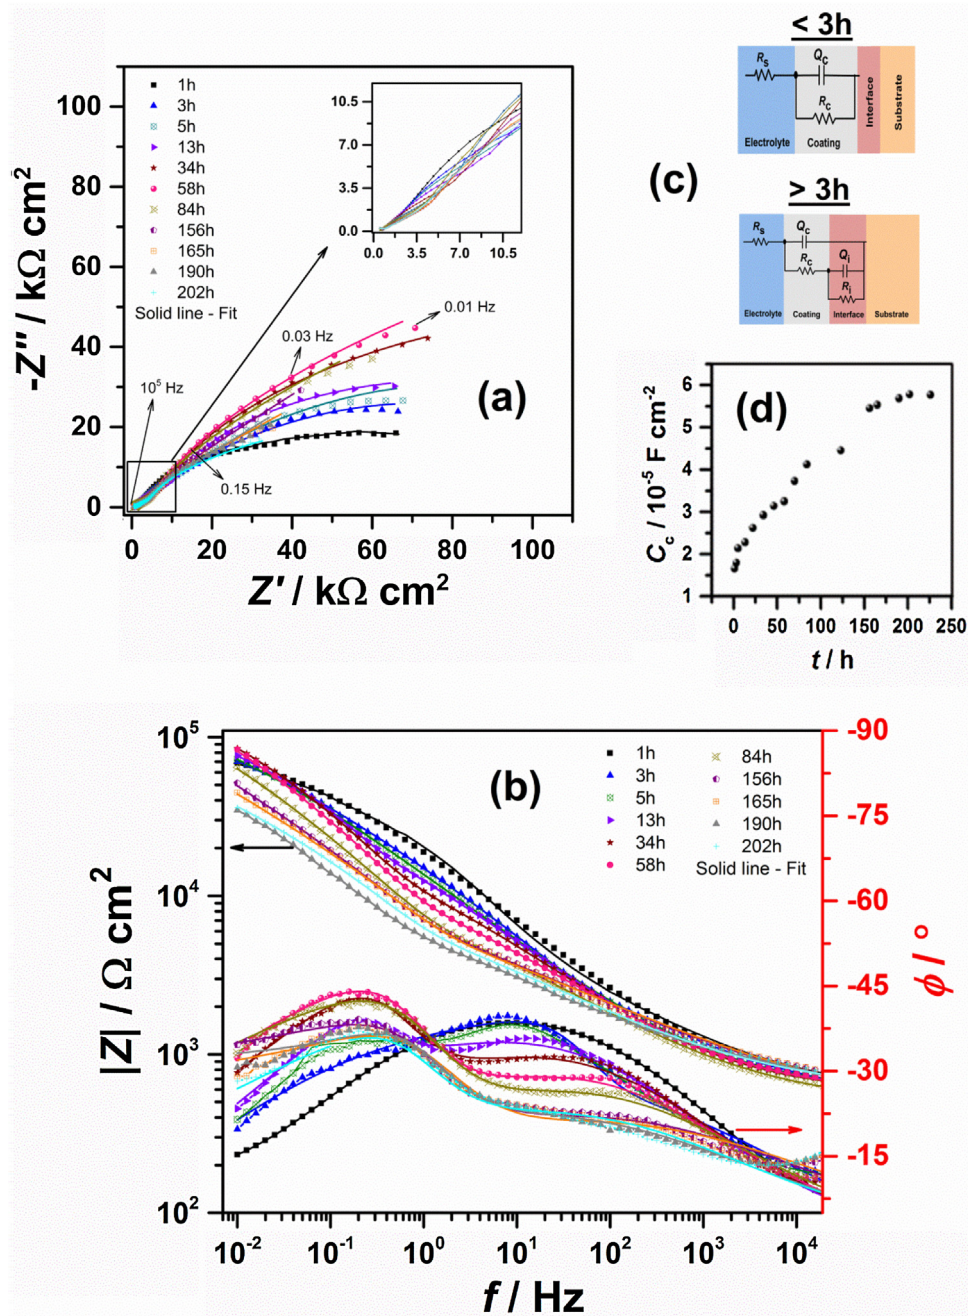 (a)
-Z″ / kΩ cm²
100
80
60
40
20
0
0 20 40 60 80 100
Z′ / kΩ cm²
1h
3h
5h
13h
34h
58h
84h
156h
165h
190h
202h
Solid line - Fit
10.5
7.0
3.5
0.0
0.0 3.5 7.0 10.5
0.01 Hz
0.03 Hz
10⁵ Hz
0.15 Hz
(c)
< 3h
Rs Qc
Rc
Electrolyte Coating Interface Substrate
> 3h
Rs Qc
Rc Qi
Ri
Electrolyte Coating Interface Substrate
(d)
Cc / 10⁻⁵ F cm⁻²
6
5
4
3
2
1
0 50 100 150 200 250
t / h
(b)
|Z| / Ω cm²
10⁵
10⁴
10³
10²
10⁻² 10⁻¹ 10⁰ 10¹ 10² 10³ 10⁴
f / Hz
1h
3h
5h
13h
34h
58h
84h
156h
165h
190h
202h
Solid line - Fit
-90
-75
-60
-45
-30
-15
ϕ / °